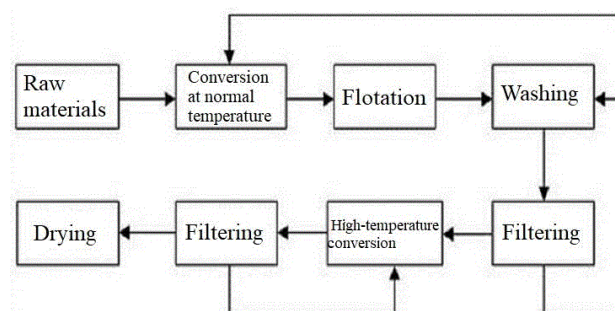 Raw
materials
Conversion
at normal
temperature
Flotation
Washing
Drying
Filtering
High-temperature
conversion
Filtering